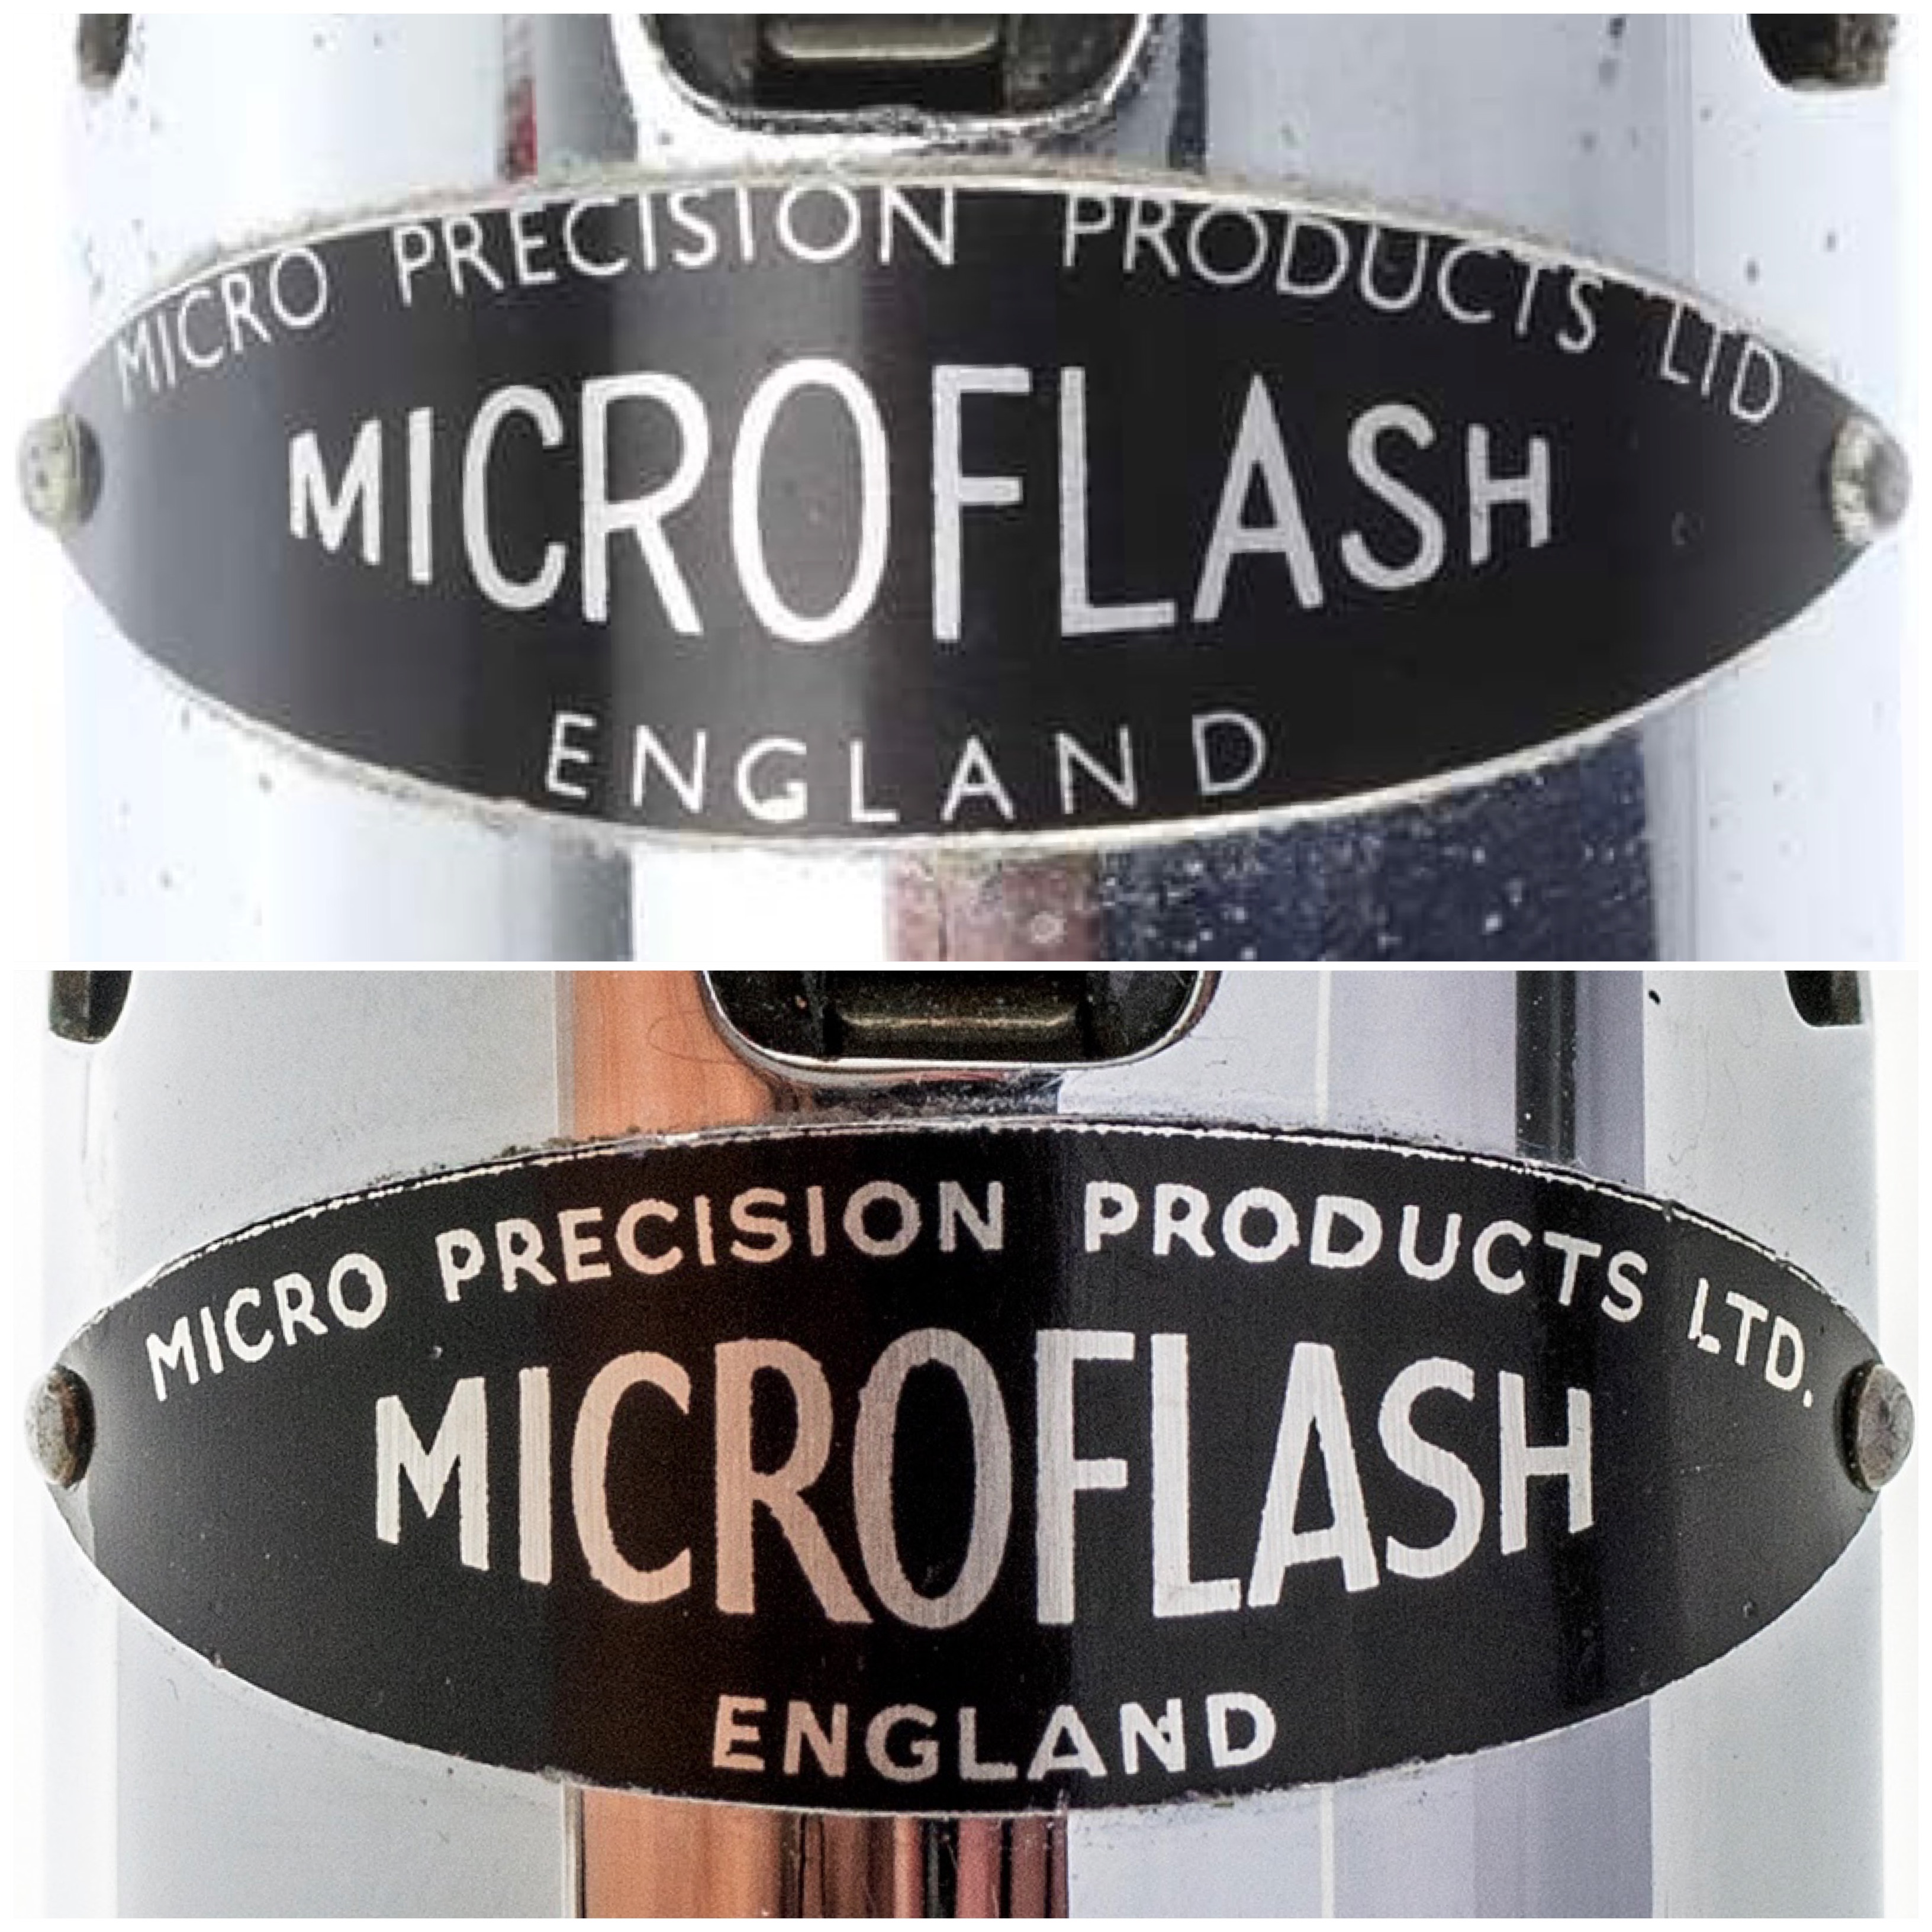 MICRO PRECISION PRODUCTS LTD
MICROFLASH
ENGLAND
MICRO PRECISION PRODUCTS LTD.
MICROFLASH
ENGLAND